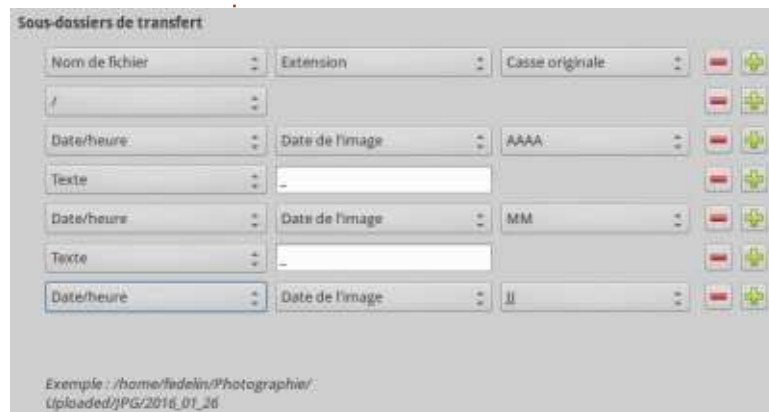 Sous-dossiers de transfert
Nom de fichier Extension Casse originale
/
Date/heure Date de l'image AAAA
Texte _
Date/heure Date de l'image MM
Texte _
Date/heure Date de l'image JJ
Exemple : /home/fedelin/Photographie/
Uploaded/JPG/2016_01_26